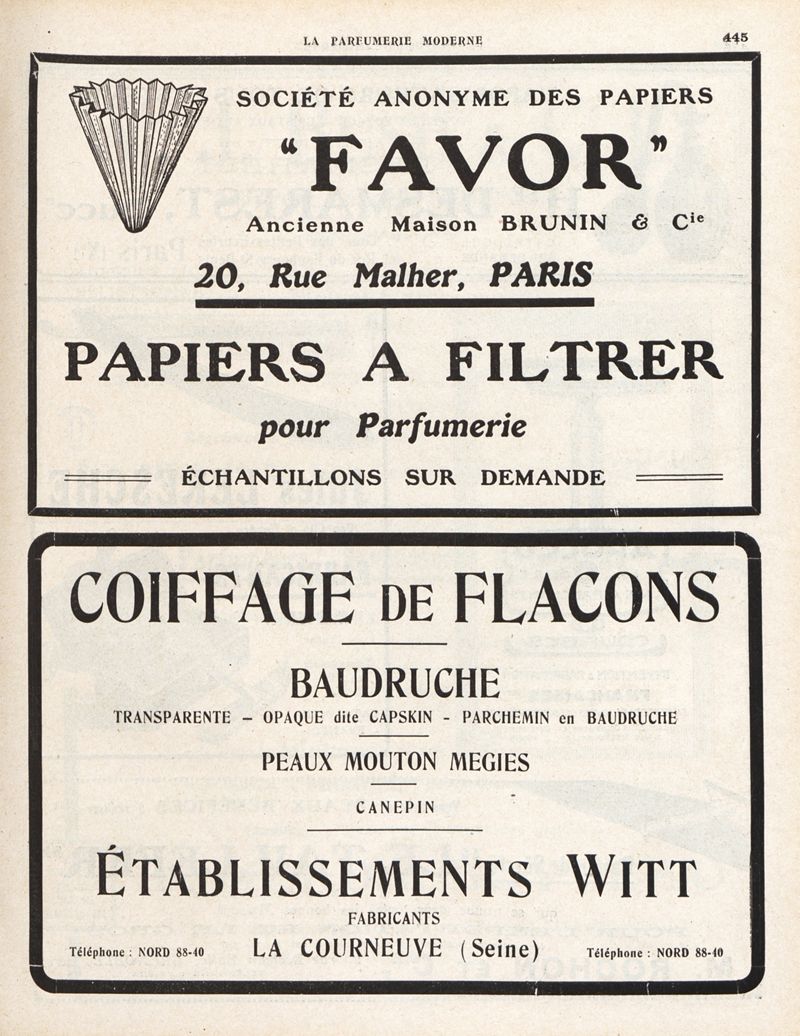 LA PARFUMERIE MODERNE
445
SOCIÉTÉ ANONYME DES PAPIERS
“FAVOR”
Ancienne Maison BRUNIN & Cie
20, Rue Malher, PARIS
PAPIERS A FILTRER
pour Parfumerie
ÉCHANTILLONS SUR DEMANDE
COIFFAGE DE FLACONS
BAUDRUCHE
TRANSPARENTE – OPAQUE dite CAPSKIN - PARCHEMIN en BAUDRUCHE
PEAUX MOUTON MEGIES
CANEPIN
ÉTABLISSEMENTS WITT
FABRICANTS
Téléphone : NORD 88-40 LA COURNEUVE (Seine) Téléphone : NORD 88-40